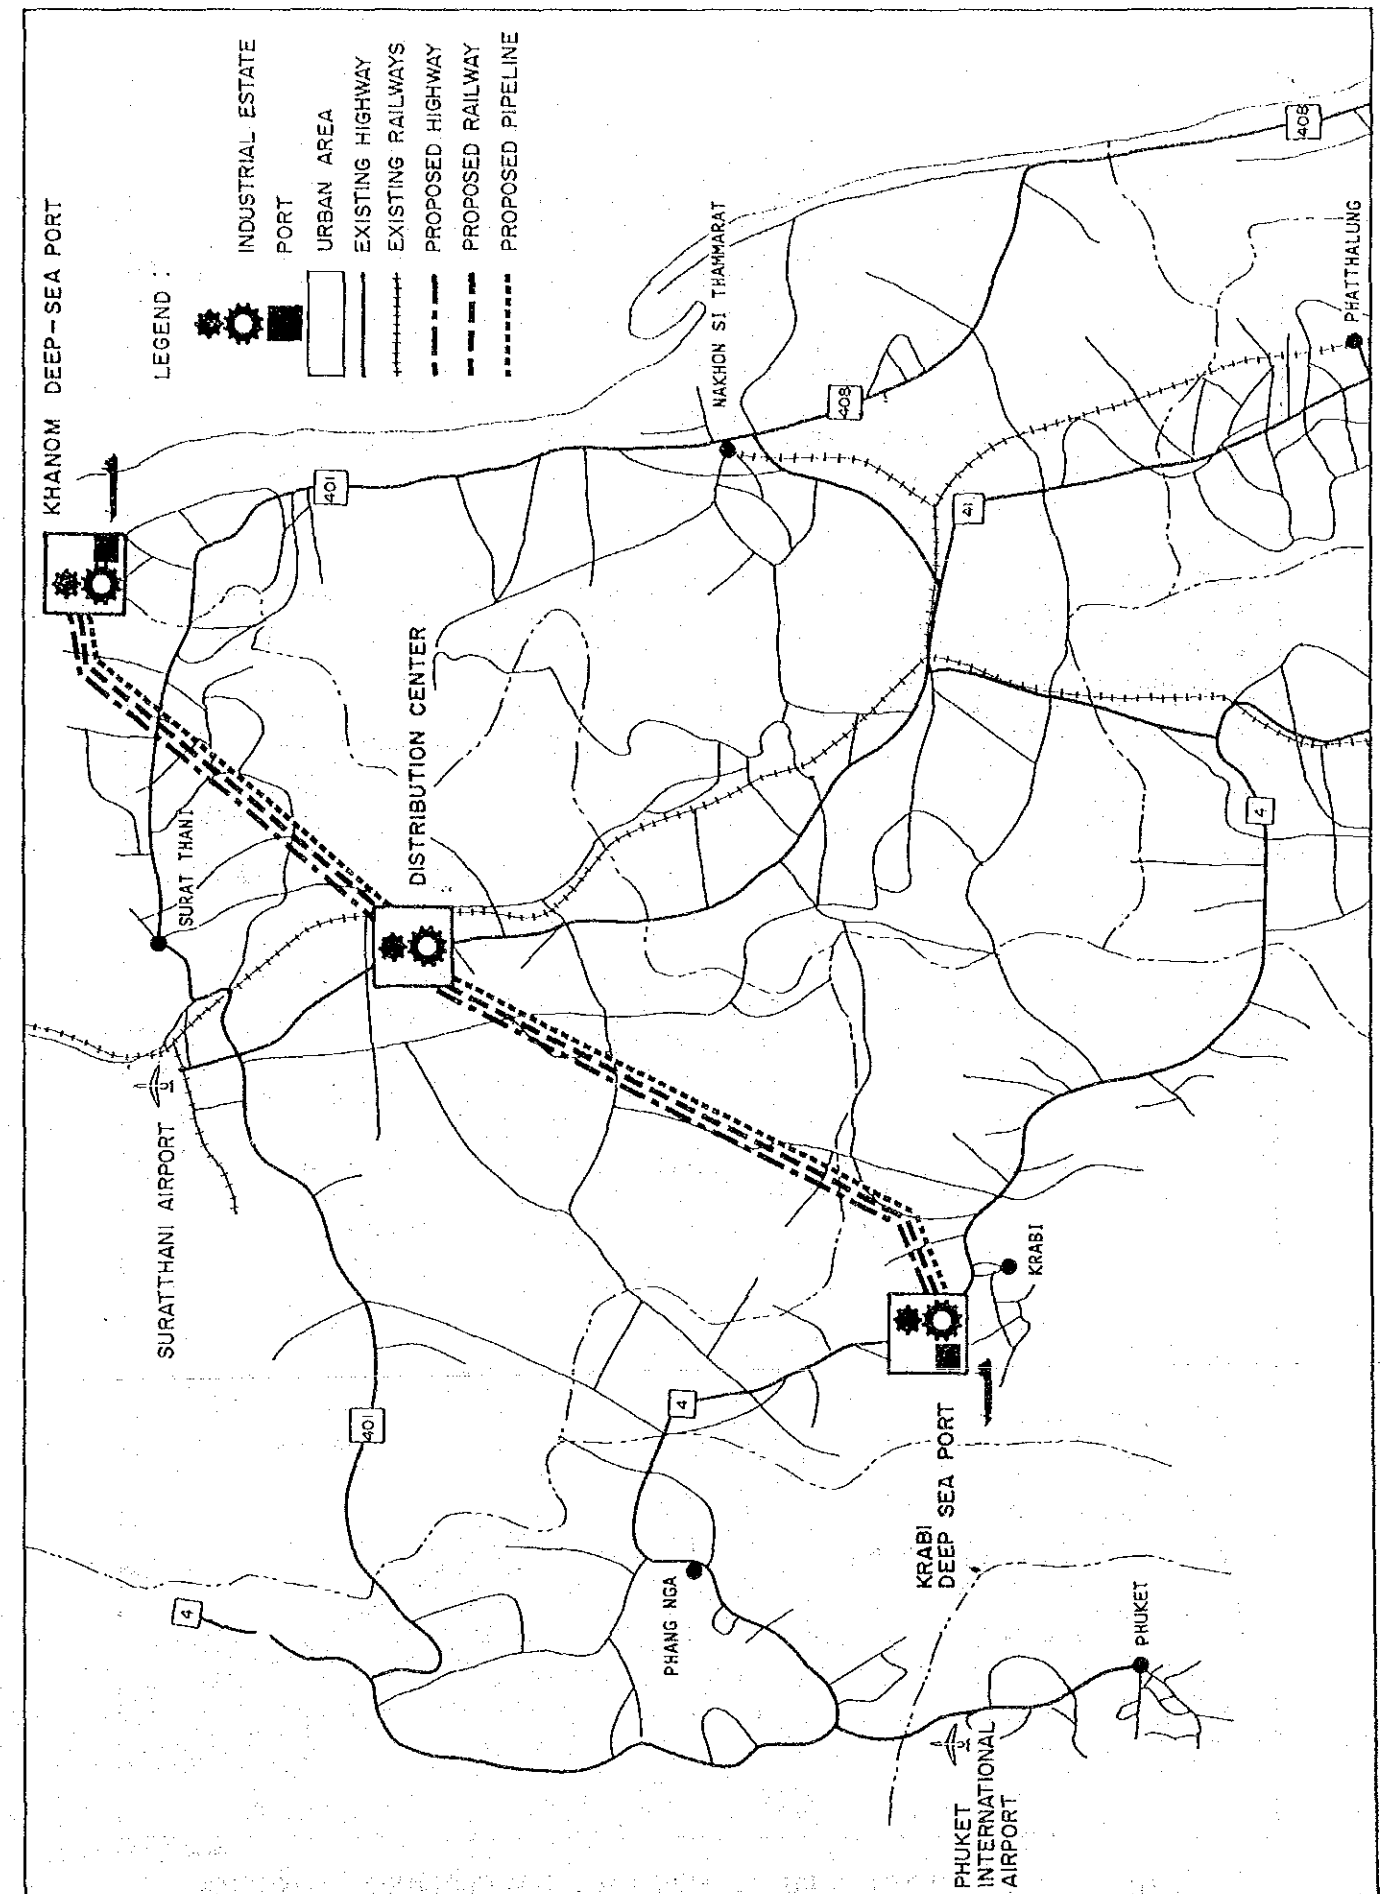 KHANOM DEEP-SEA PORT
LEGEND :
INDUSTRIAL ESTATE
PORT
URBAN AREA
EXISTING HIGHWAY
EXISTING RAILWAYS
PROPOSED HIGHWAY
PROPOSED RAILWAY
PROPOSED PIPELINE
401
408
408
NAKHON SI THAMMARAT
PHATTHALUNG
41
DISTRIBUTION CENTER
SURAT THANI
4
SURATTHANI AIRPORT
KRABI
401
4
KRABI
DEEP SEA PORT
4
PHANG NGA
PHUKET
PHUKET
INTERNATIONAL
AIRPORT